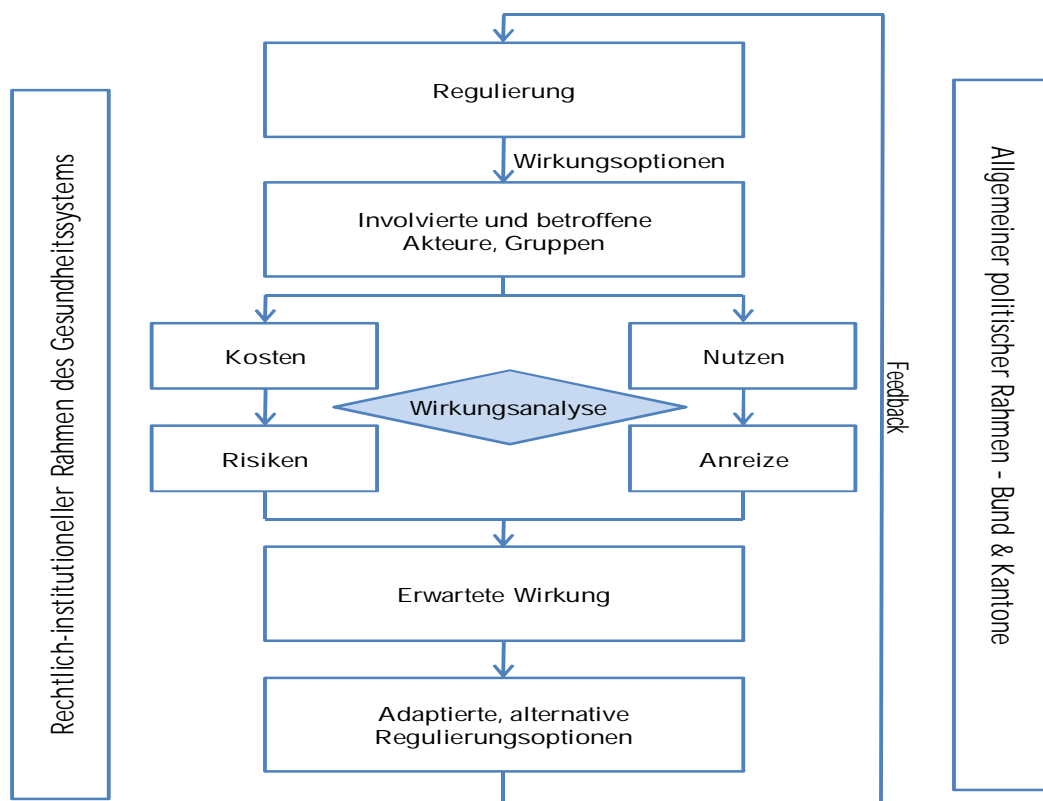 Rechtlich-institutioneller Rahmen des Gesundheitssystems
Regulierung
Wirkungsoptionen
Involvierte und betroffene
Akteure, Gruppen
Kosten
Nutzen
Wirkungsanalyse
Risiken
Anreize
Erwartete Wirkung
Adaptierte, alternative
Regulierungsoptionen
Feedback
Allgemeiner politischer Rahmen - Bund & Kantone